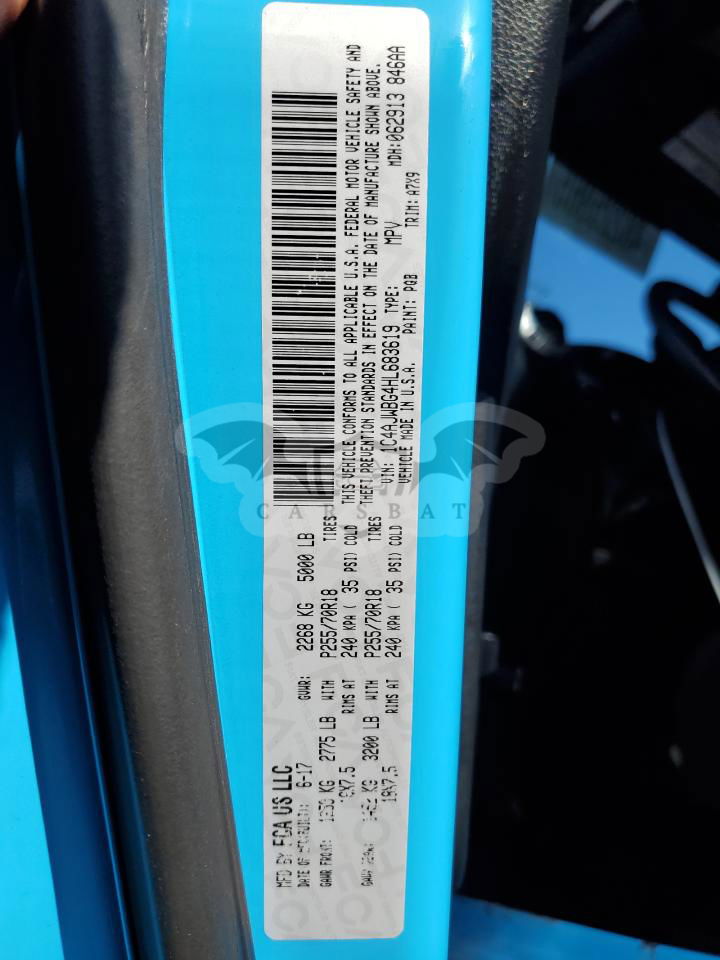 MFD BY FCA US LLC
DATE OF MFR(BUILT): 6-17 GVWR: 2268 KG 5000 LB
GAWR FRONT: KG 2775 LB WITH P255/70R18 TIRES
RIMS AT 240 KPA ( 35 PSI) COLD
GAWR REAR: KG 3200 LB WITH P255/70R18 TIRES
18X7.5 RIMS AT 240 KPA ( 35 PSI) COLD
THIS VEHICLE CONFORMS TO ALL APPLICABLE U.S.A. FEDERAL MOTOR VEHICLE SAFETY AND
THEFT PREVENTION STANDARDS IN EFFECT ON THE DATE OF MANUFACTURE SHOWN ABOVE.
VIN: 1C4AJWBG4HL683619 TYPE: MPV MDH:062913 846AA
VEHICLE MADE IN U.S.A. PAINT: PQB TRIM: A7X9
CARSBAT